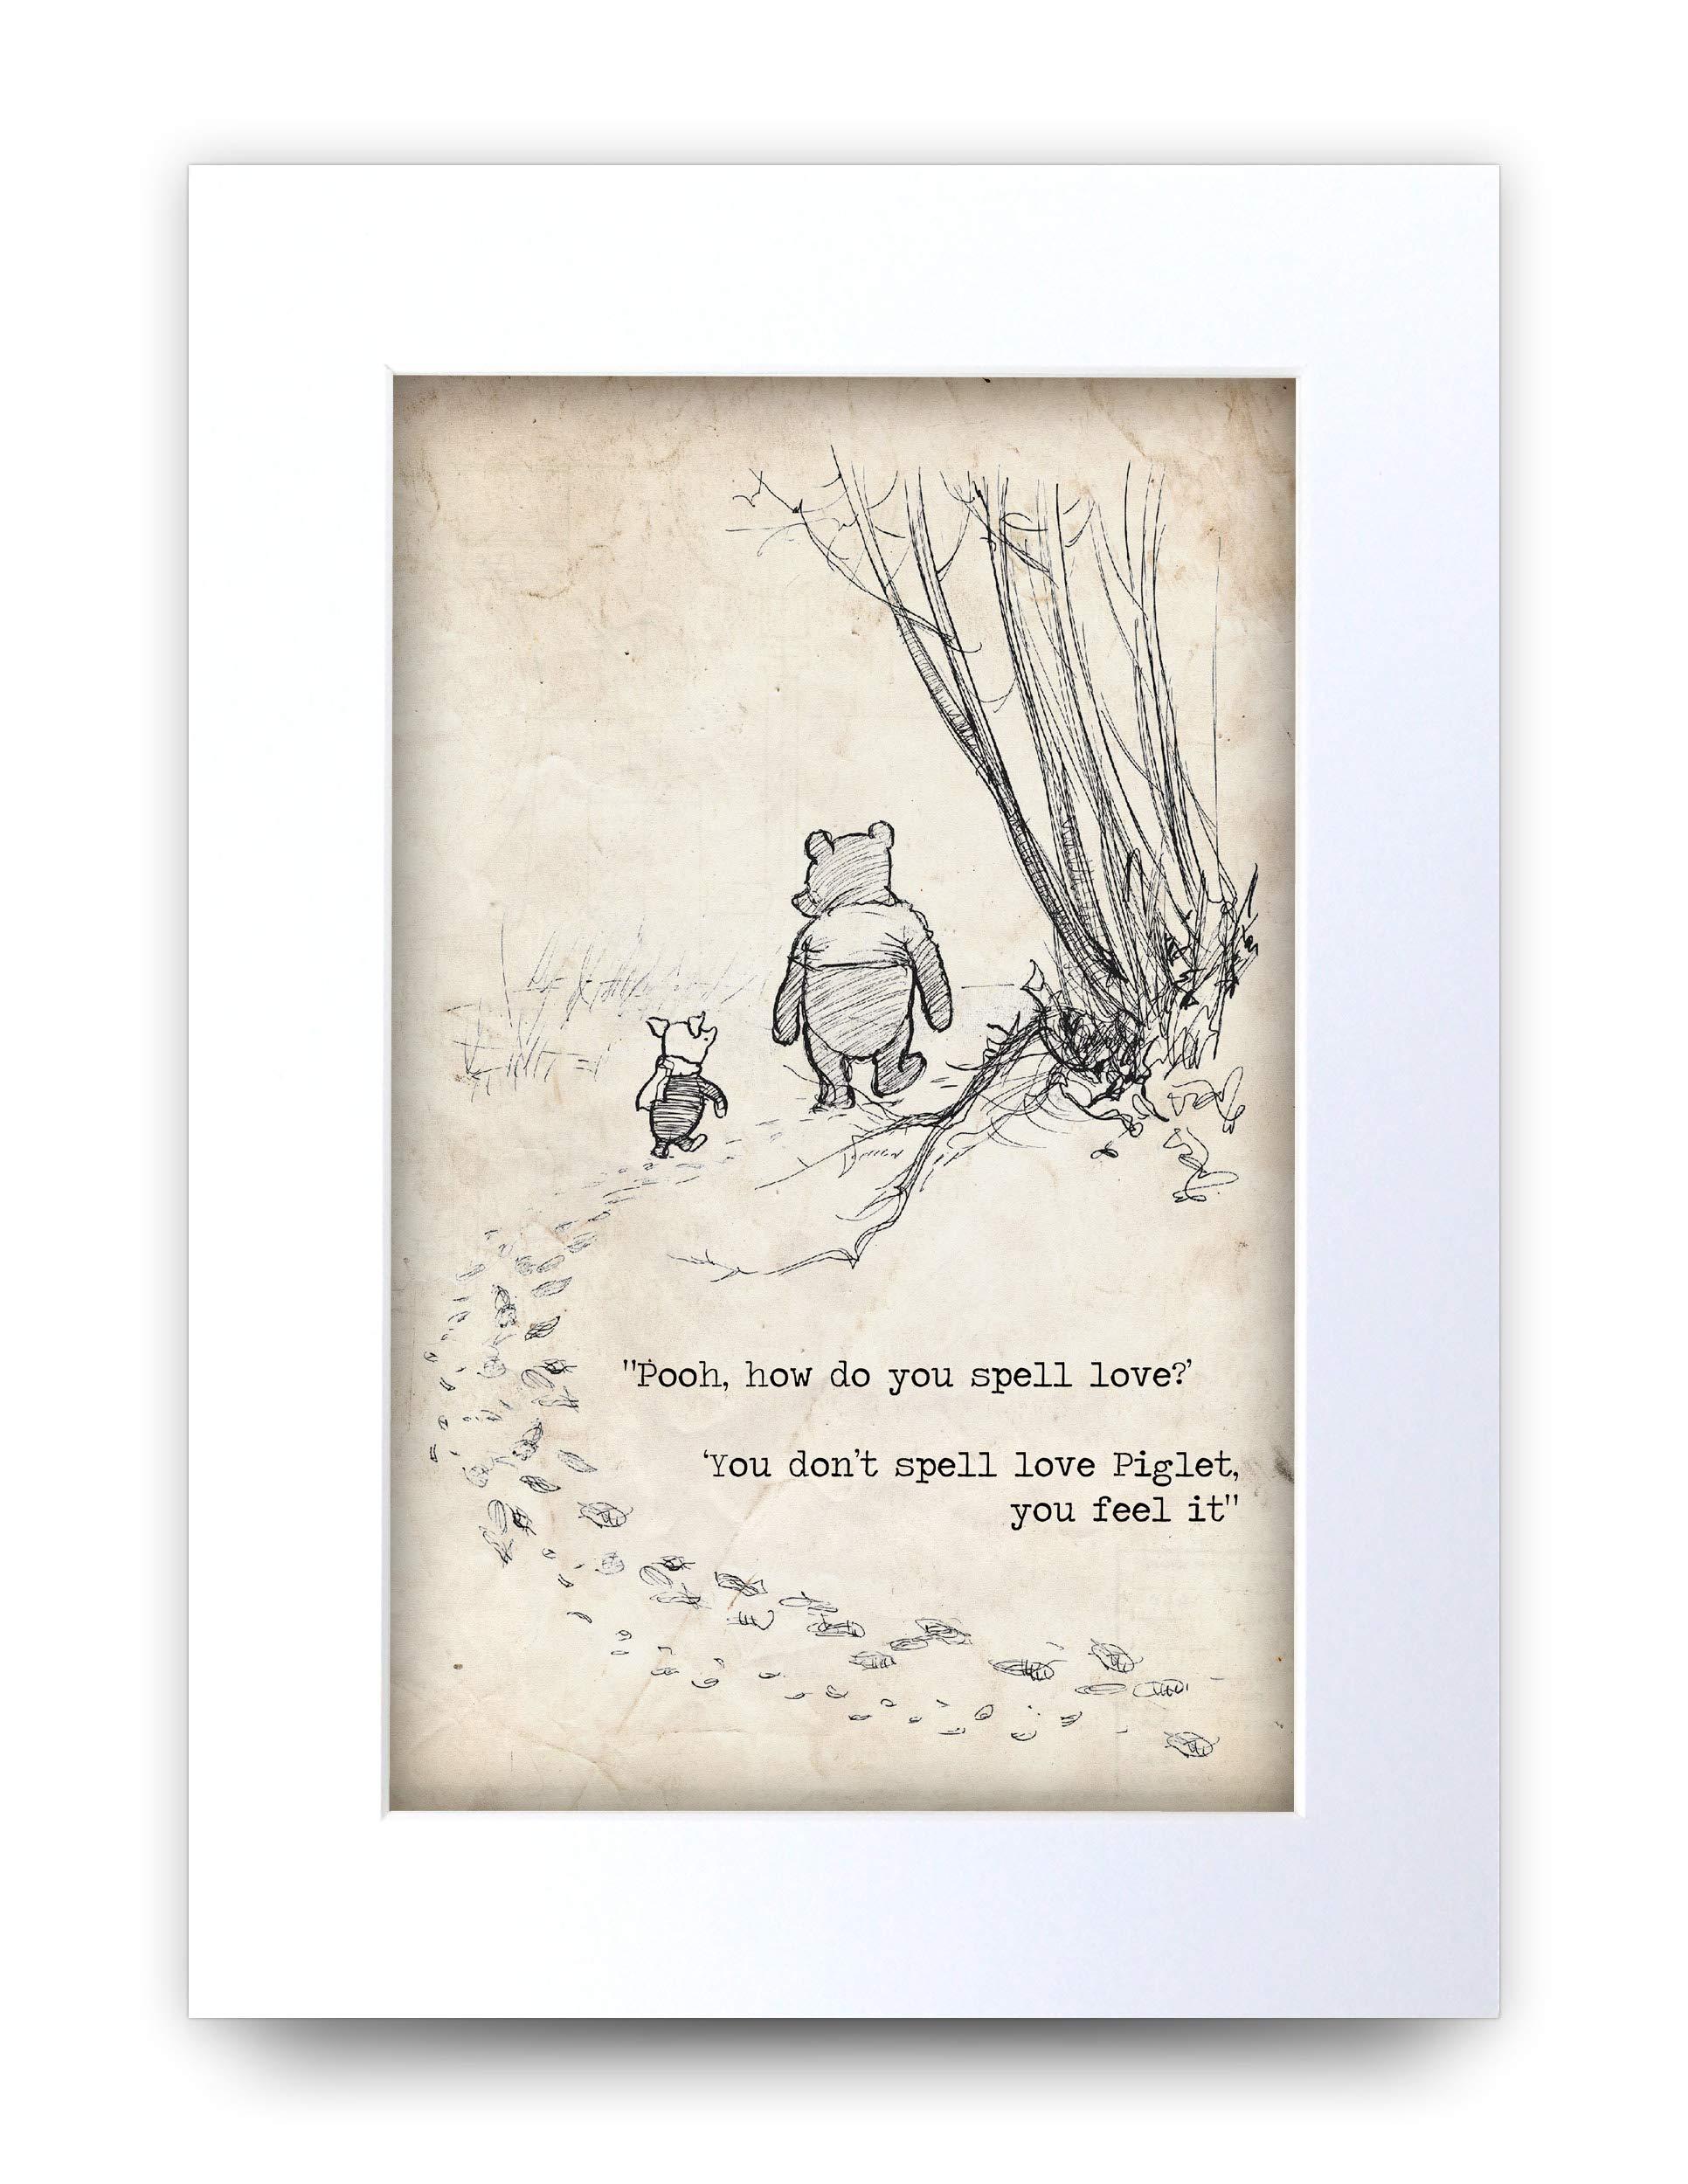 "Pooh, how do you spell love?'
‘You don't spell love Piglet,
you feel it"